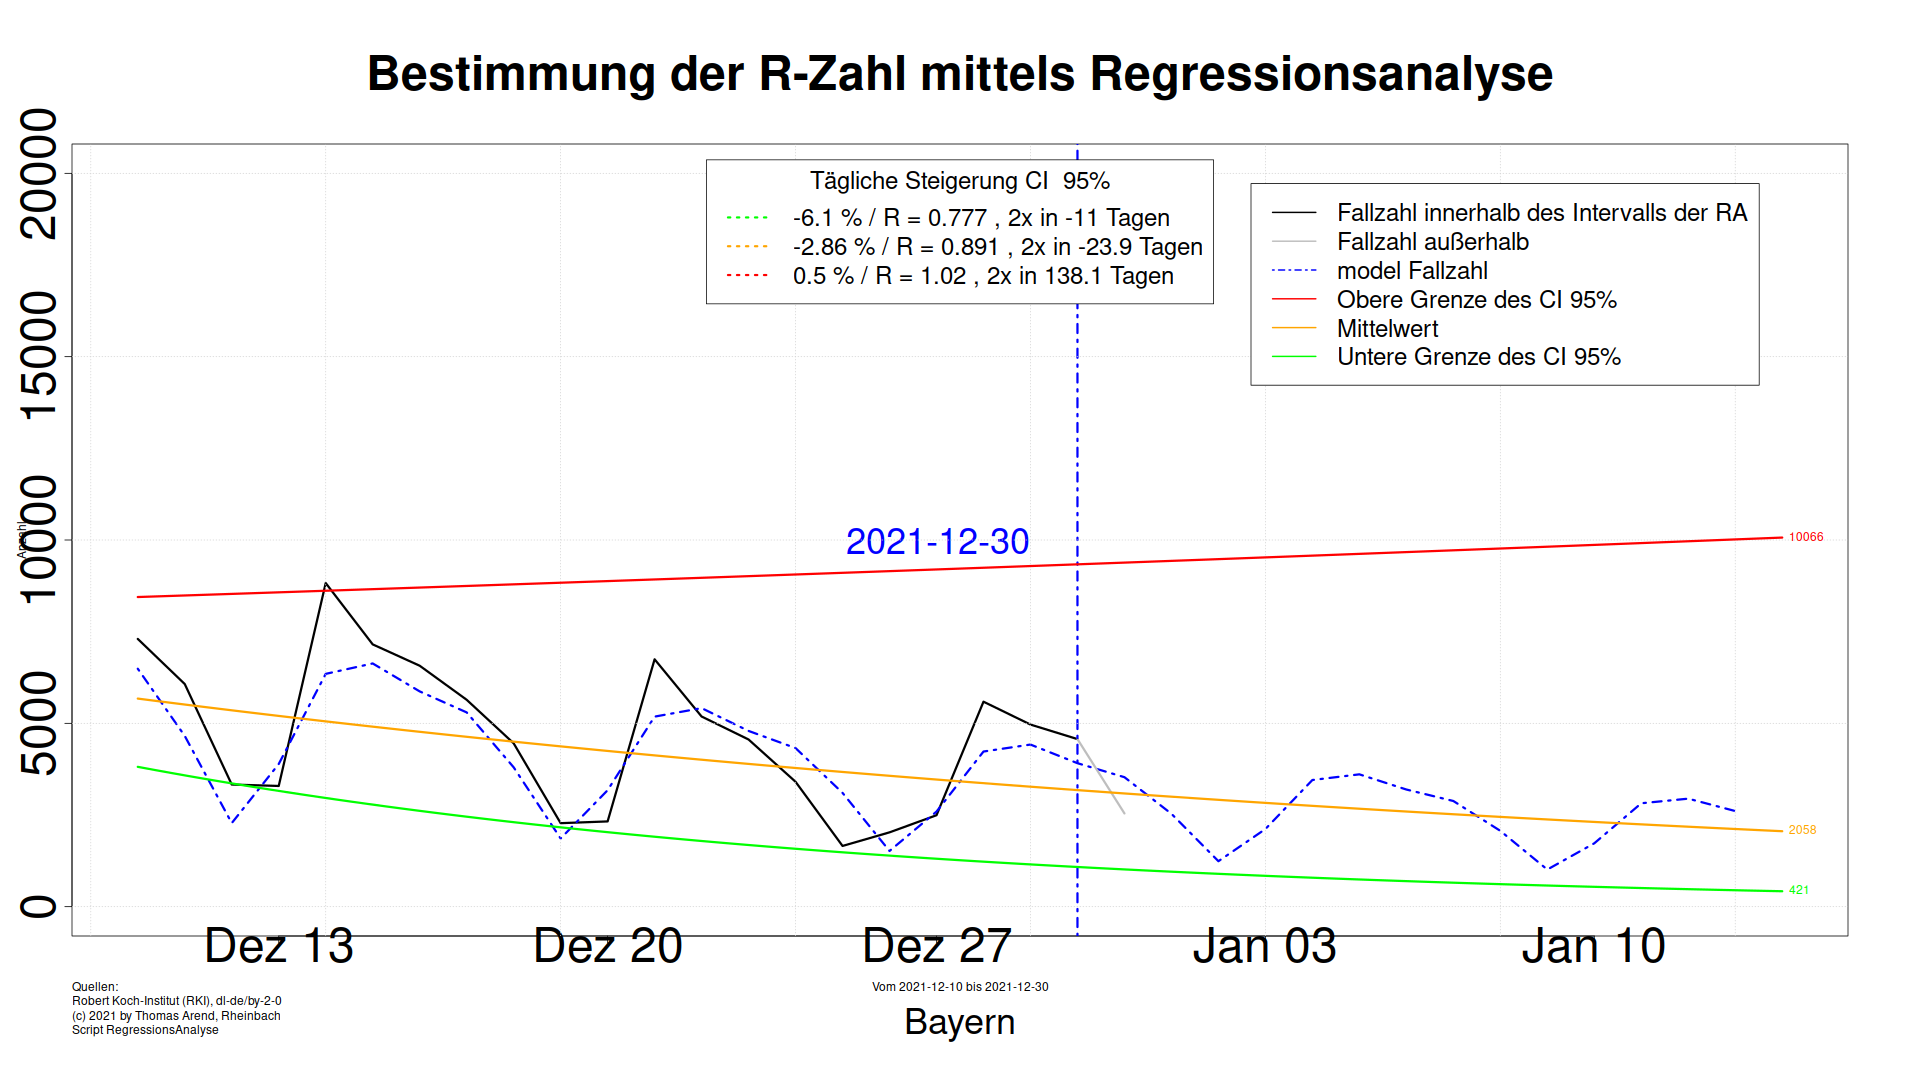 Bestimmung der R-Zahl mittels Regressionsanalyse
Tägliche Steigerung CI  95%
-6.1 % / R = 0.777 , 2x in -11 Tagen
-2.86 % / R = 0.891 , 2x in -23.9 Tagen
0.5 % / R = 1.02 , 2x in 138.1 Tagen
Fallzahl innerhalb des Intervalls der RA
Fallzahl außerhalb
model Fallzahl
Obere Grenze des CI 95%
Mittelwert
Untere Grenze des CI 95%
20000
15000
10000
5000
0
Anzahl
2021-12-30
10066
2058
421
Dez 13
Dez 20
Dez 27
Jan 03
Jan 10
Quellen:
Robert Koch-Institut (RKI), dl-de/by-2-0
(c) 2021 by Thomas Arend, Rheinbach
Script RegressionsAnalyse
Vom 2021-12-10 bis 2021-12-30
Bayern